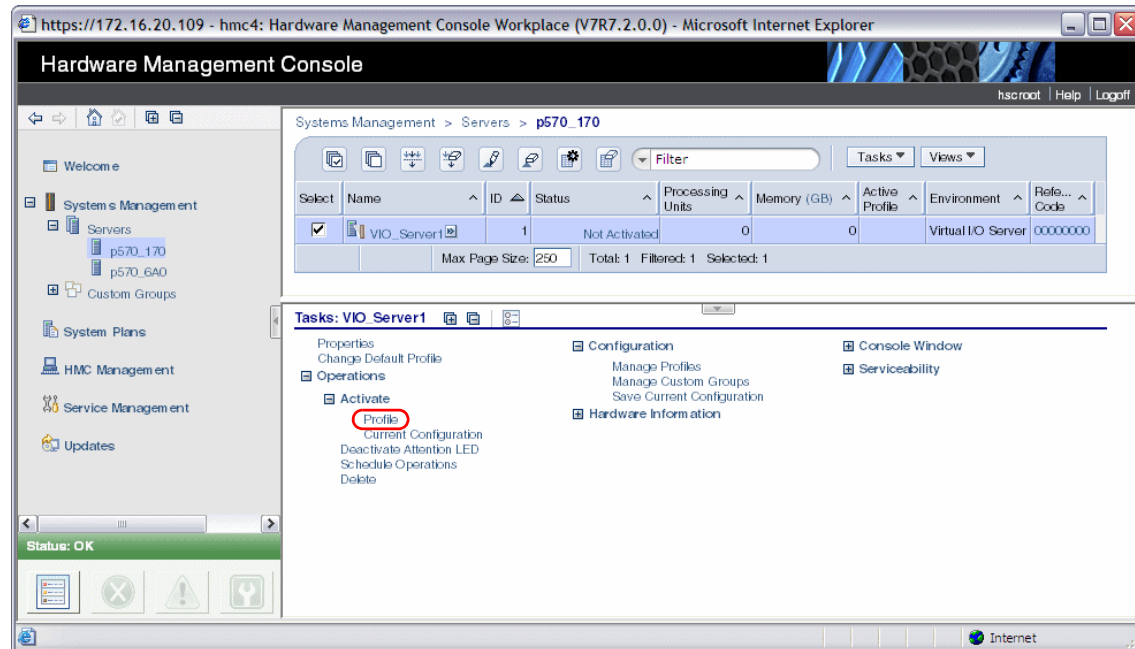 https://172.16.20.109 - hmc4: Hardware Management Console Workplace (V7R7.2.0.0) - Microsoft Internet Explorer
Hardware Management Console
hscroot | Help | Logoff
Systems Management > Servers > p570_170
Welcome
Systems Management
Servers
p570_170
p570_6A0
Custom Groups
System Plans
HMC Management
Service Management
Updates
Status: OK
Filter
Tasks
Views
Select Name ID Status Processing Units Memory (GB) Active Profile Environment Refe... Code
VIO_Server1 1 Not Activated 0 0 Virtual I/O Server 00000000
Max Page Size: 250 Total: 1 Filtered: 1 Selected: 1
Tasks: VIO_Server1
Properties
Change Default Profile
Operations
Activate
Profile
Current Configuration
Deactivate Attention LED
Schedule Operations
Delete
Configuration
Manage Profiles
Manage Custom Groups
Save Current Configuration
Hardware Information
Console Window
Serviceability
Internet